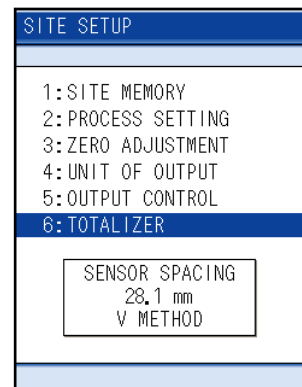 SITE SETUP
1:SITE MEMORY
2:PROCESS SETTING
3:ZERO ADJUSTMENT
4:UNIT OF OUTPUT
5:OUTPUT CONTROL
6:TOTALIZER
SENSOR SPACING
28.1 mm
V METHOD